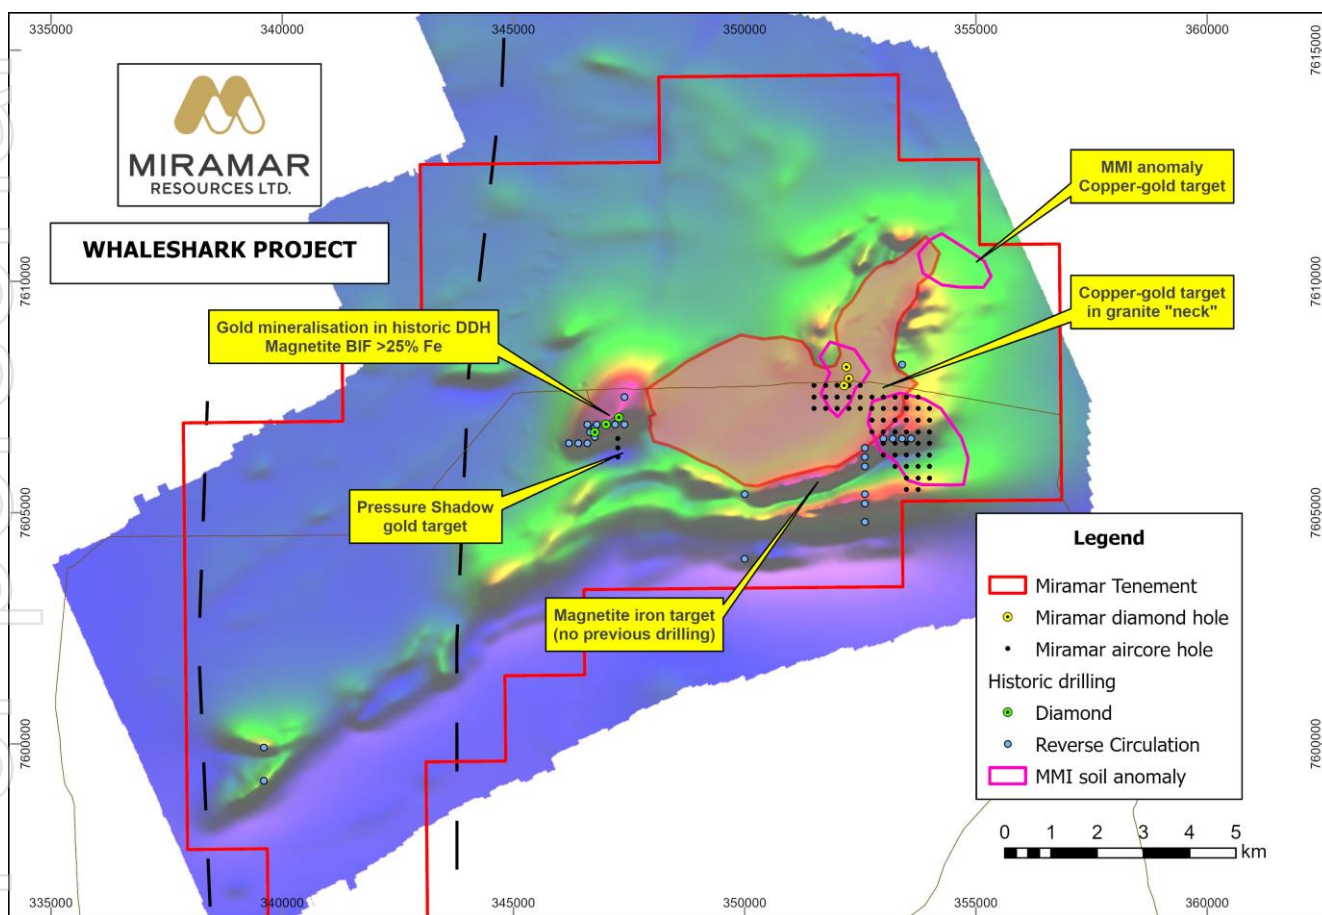 335000
340000
345000
350000
355000
360000
7615000
7615000
MIRAMAR
RESOURCES LTD.
WHALESHARK PROJECT
MMI anomaly
Copper-gold target
7610000
7610000
Copper-gold target
in granite "neck"
Gold mineralisation in historic DDH
Magnetite BIF >25% Fe
Pressure Shadow
gold target
7605000
7605000
Magnetite iron target
(no previous drilling)
Legend
Miramar Tenement
Miramar diamond hole
Miramar aircore hole
Historic drilling
Diamond
Reverse Circulation
MMI soil anomaly
7600000
7600000
0 1 2 3 4 5
km
335000
340000
345000
350000
355000
360000